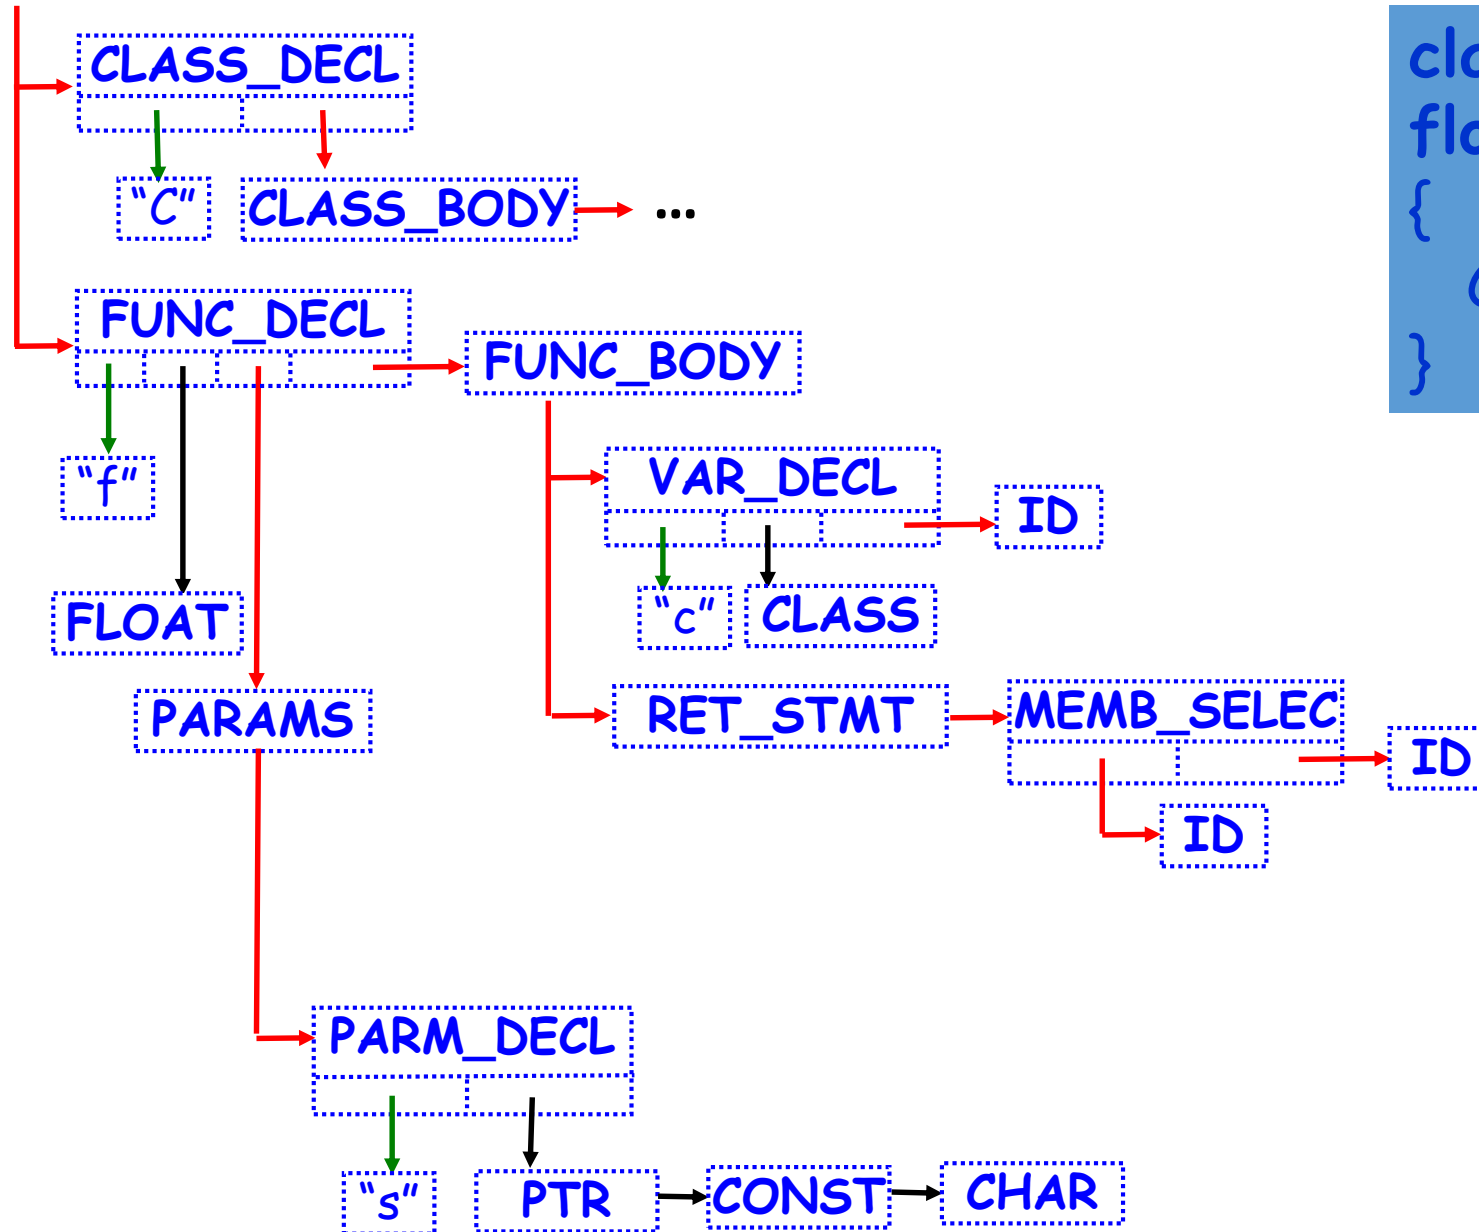 CLASS_DECL
"C"
CLASS_BODY
...
FUNC_DECL
FUNC_BODY
"f"
VAR_DECL
ID
FLOAT
"c"
CLASS
PARAMS
RET_STMT
MEMB_SELEC
ID
ID
PARM_DECL
"s"
PTR
CONST
CHAR
{
}